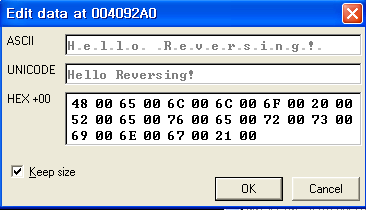 Edit data at 004092A0
ASCII H.e.l.l.o. .R.e.v.e.r.s.i.n.g.!.
UNICODE Hello Reversing!
HEX +00 48 00 65 00 6C 00 6C 00 6F 00 20 00
52 00 65 00 76 00 65 00 72 00 73 00
69 00 6E 00 67 00 21 00
Keep size
OK Cancel